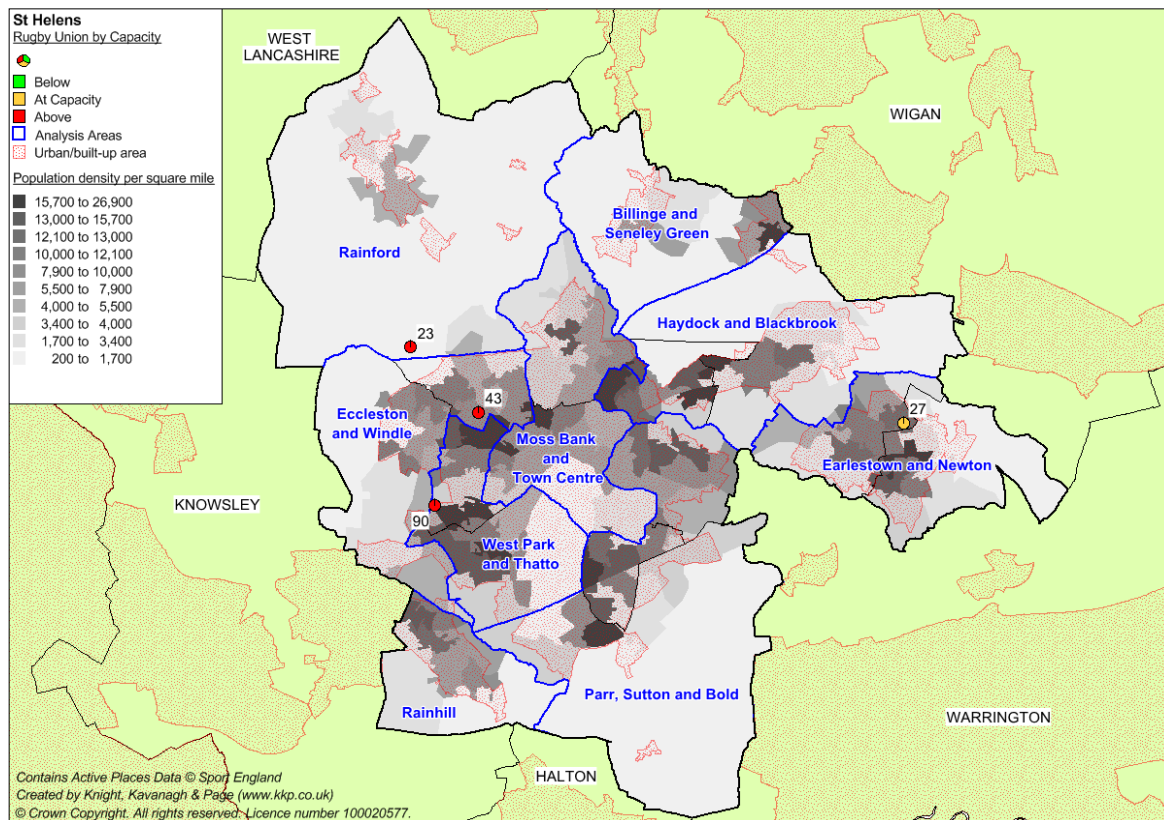 St Helens
Rugby Union by Capacity
Below
At Capacity
Above
Analysis Areas
Urban/built-up area
Population density per square mile
15,700 to 26,900
13,000 to 15,700
12,100 to 13,000
10,000 to 12,100
7,900 to 10,000
5,500 to 7,900
4,000 to 5,500
3,400 to 4,000
1,700 to 3,400
200 to 1,700
WEST
LANCASHIRE
WIGAN
Billinge and
Seneley Green
Rainford
Haydock and Blackbrook
23
43
27
Eccleston
and Windle
Moss Bank
and
Town Centre
Earlestown and Newton
KNOWSLEY
90
West Park
and Thatto
Parr, Sutton and Bold
Rainhill
WARRINGTON
HALTON
Contains Active Places Data © Sport England
Created by Knight, Kavanagh & Page (www.kkp.co.uk)
© Crown Copyright. All rights reserved. Licence number 100020577.